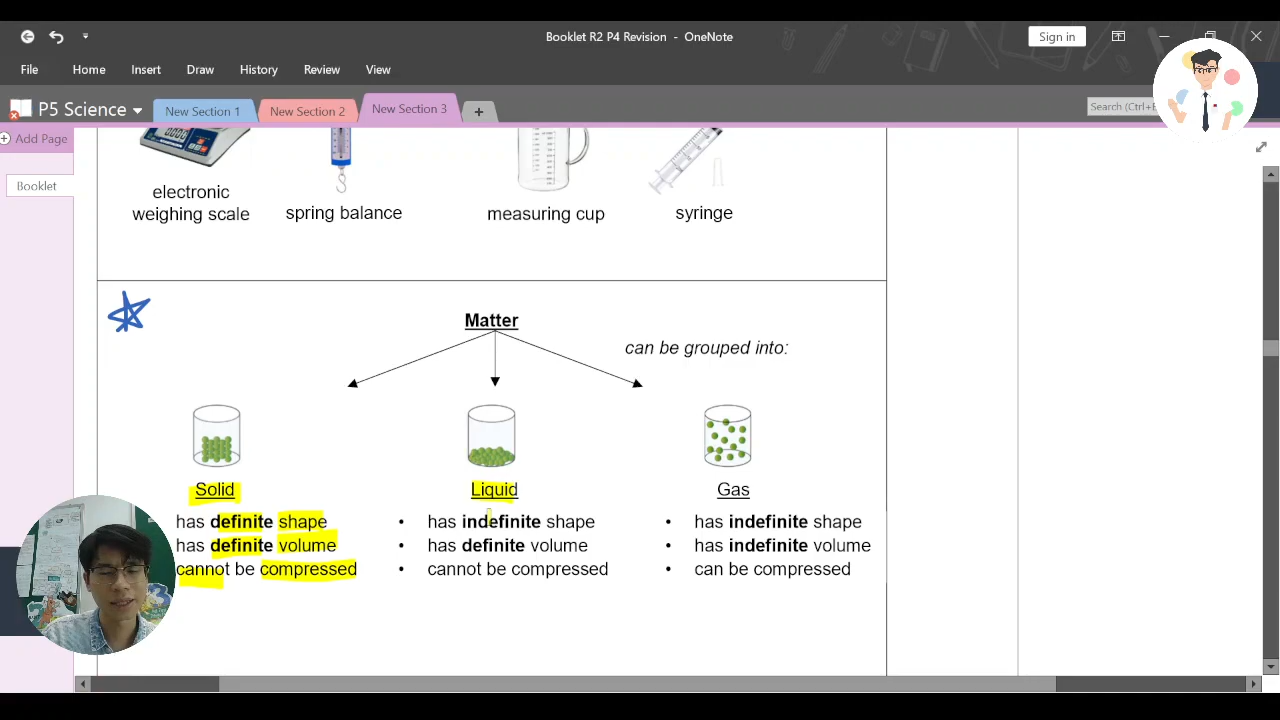 Booklet R2 P4 Revision - OneNote
Sign in
File Home Insert Draw History Review View
P5 Science New Section 1 New Section 2 New Section 3 +
Add Page
Booklet
electronic
weighing scale
spring balance
measuring cup
syringe
Matter
can be grouped into:
Solid
has definite shape
has definite volume
cannot be compressed
Liquid
• has indefinite shape
• has definite volume
• cannot be compressed
Gas
• has indefinite shape
• has indefinite volume
• can be compressed